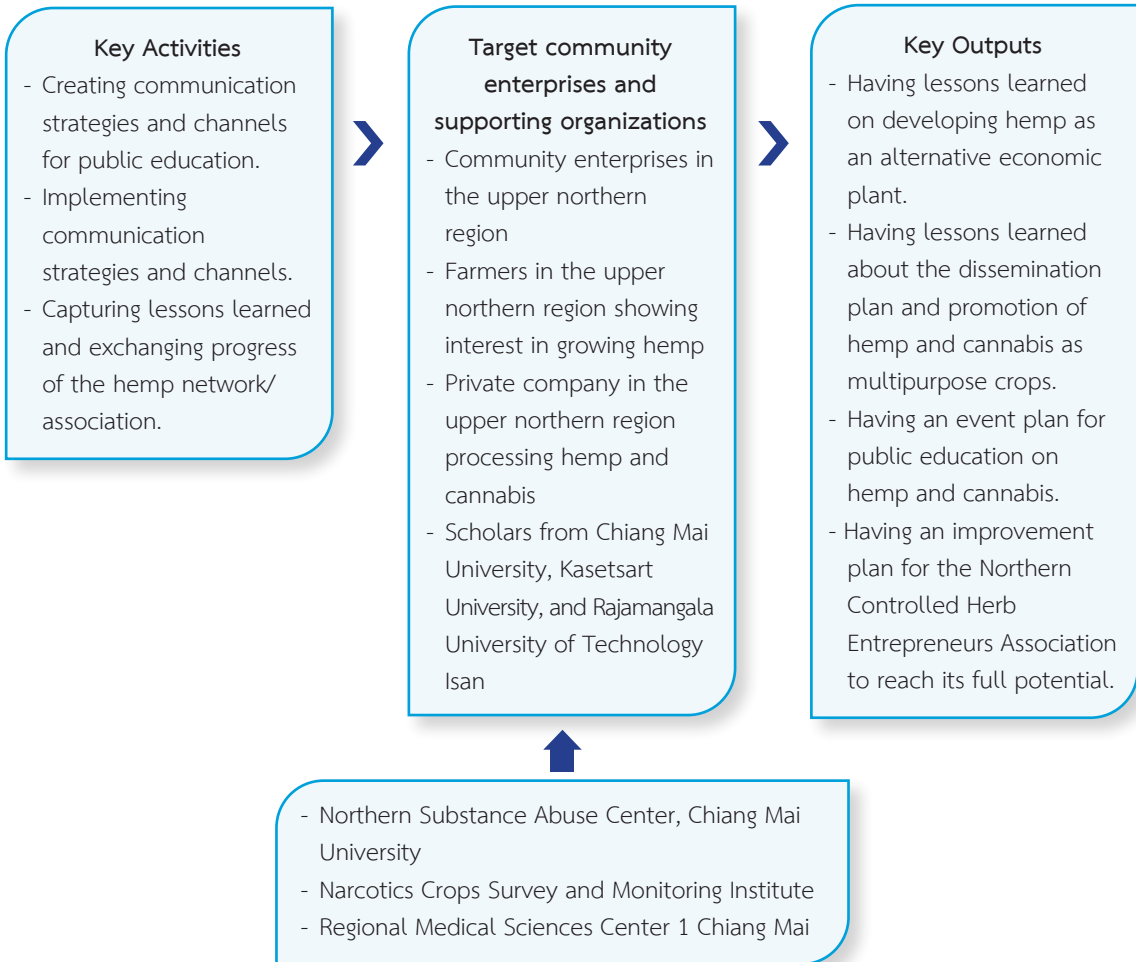 Key Activities
- Creating communication
strategies and channels
for public education.
- Implementing
communication
strategies and channels.
- Capturing lessons learned
and exchanging progress
of the hemp network/
association.
Target community
enterprises and
supporting organizations
- Community enterprises in
the upper northern
region
- Farmers in the upper
northern region showing
interest in growing hemp
- Private company in the
upper northern region
processing hemp and
cannabis
- Scholars from Chiang Mai
University, Kasetsart
University, and Rajamangala
University of Technology
Isan
Key Outputs
- Having lessons learned
on developing hemp as
an alternative economic
plant.
- Having lessons learned
about the dissemination
plan and promotion of
hemp and cannabis as
multipurpose crops.
- Having an event plan for
public education on
hemp and cannabis.
- Having an improvement
plan for the Northern
Controlled Herb
Entrepreneurs Association
to reach its full potential.
- Northern Substance Abuse Center, Chiang Mai
University
- Narcotics Crops Survey and Monitoring Institute
- Regional Medical Sciences Center 1 Chiang Mai